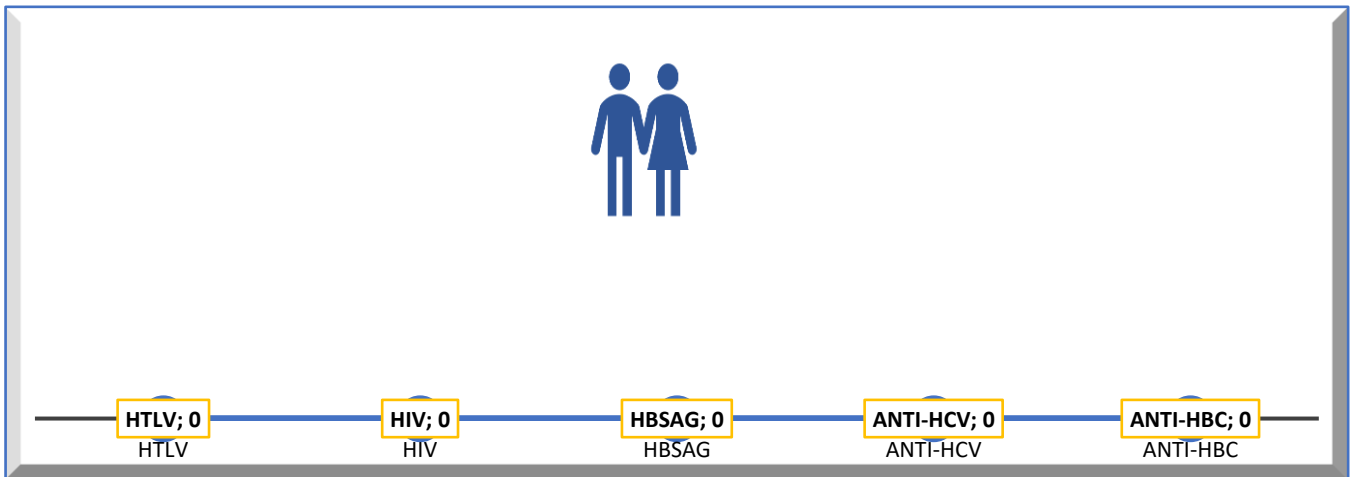 HTLV; 0 HIV; 0 HBSAG; 0 ANTI-HCV; 0 ANTI-HBC; 0
HTLV HIV HBSAG ANTI-HCV ANTI-HBC